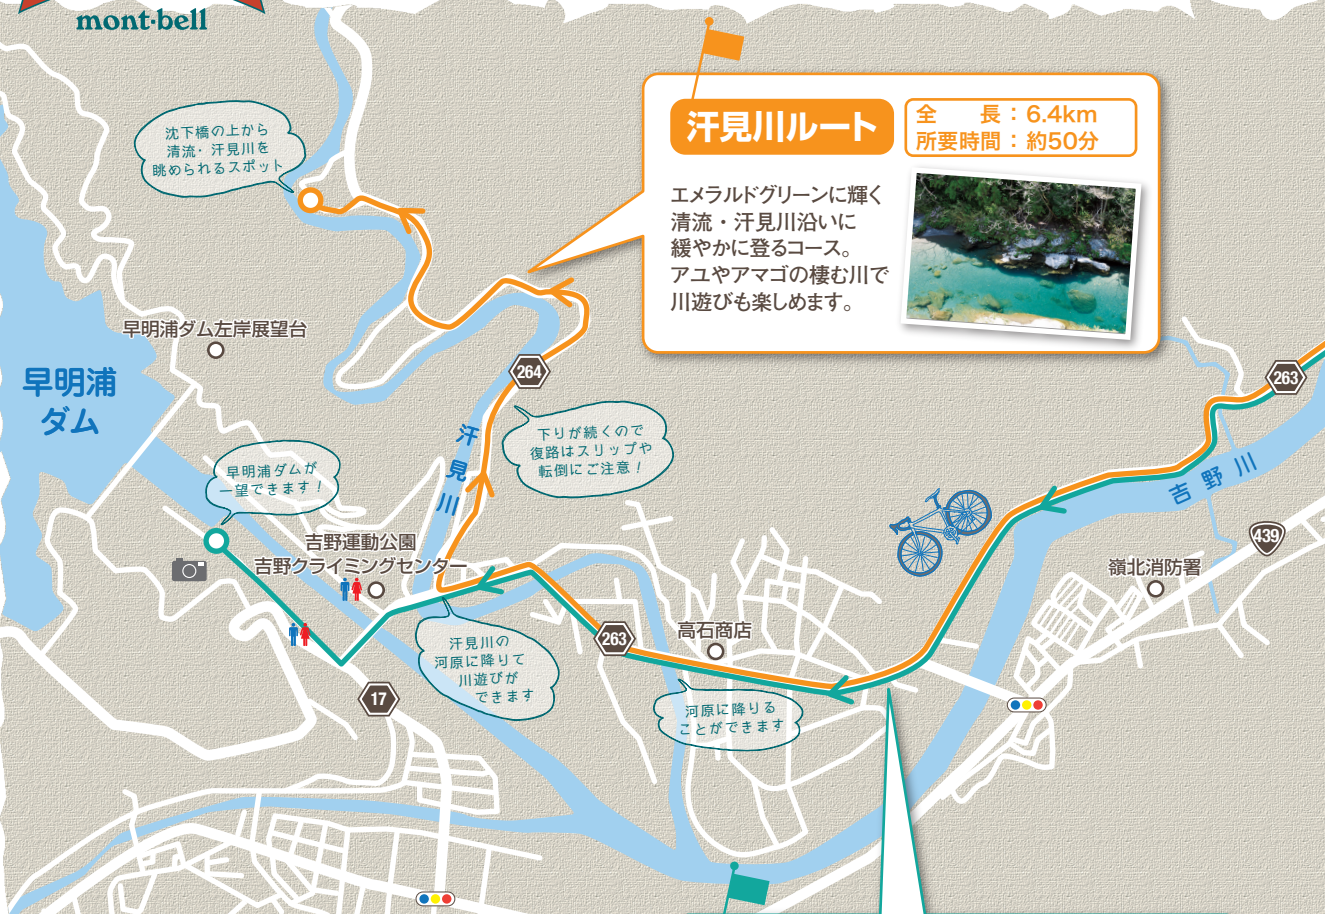 mont-bell
沈下橋の上から
清流・汗見川を
眺められるスポット
汗見川ルート
全　長：6.4km
所要時間：約50分
エメラルドグリーンに輝く
清流・汗見川沿いに
緩やかに登るコース。
アユやアマゴの棲む川で
川遊びも楽しめます。
早明浦ダム左岸展望台
早明浦
ダム
264
263
汗見川
下りが続くので
復路はスリップや
転倒にご注意！
早明浦ダムが
一望できます！
吉野川
439
吉野運動公園
吉野クライミングセンター
嶺北消防署
汗見川の
河原に降りて
川遊びが
できます
263
高石商店
17
河原に降りる
ことができます